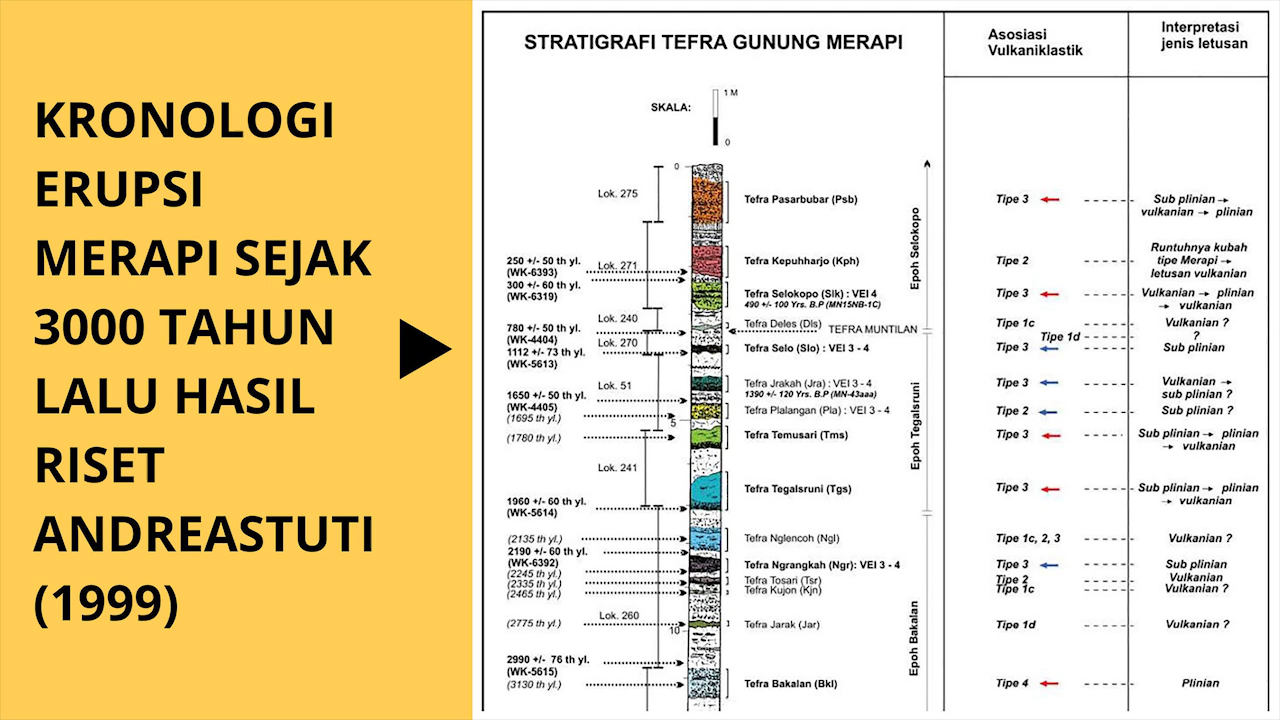 KRONOLOGI
ERUPSI
MERAPI SEJAK
3000 TAHUN
LALU HASIL
RISET
ANDREASTUTI
(1999)
STRATIGRAFI TEFRA GUNUNG MERAPI
Asosiasi
Vulkaniklastik
Interpretasi
jenis letusan
SKALA:
1 M
0
0
Lok. 275
Tefra Pasarbubar (Psb)
Tipe 3
Sub plinian →
vulkanian → plinian
Epoh Selokopo
250 +/- 50 th yl.
(WK-6393)
Lok. 271
Tefra Kepuhharjo (Kph)
Tipe 2
Runtuhnya kubah
tipe Merapi →
letusan vulkanian
300 +/- 60 th yl.
(WK-6319)
Tefra Selokopo (Slk) : VEI 4
490 +/- 100 Yrs. B.P (MN15NB-1C)
Tipe 3
Vulkanian → plinian
→ vulkanian
Lok. 240
780 +/- 50 th yl.
(WK-4404)
Tefra Deles (Dls)
TEFRA MUNTILAN
Tipe 1c
Vulkanian ?
Tipe 1d
?
Lok. 270
1112 +/- 73 th yl.
(WK-5613)
Tefra Selo (Slo) : VEI 3 - 4
Tipe 3
Sub plinian
Lok. 51
Tefra Jrakah (Jra) : VEI 3 - 4
1390 +/- 120 Yrs. B.P (MN-43aaa)
Tipe 3
Vulkanian →
sub plinian ?
1650 +/- 50 th yl.
(WK-4405)
(1695 th yl.)
Tefra Plalangan (Pla) : VEI 3 - 4
Tipe 2
Sub plinian ?
5
(1780 th yl.)
Tefra Temusari (Tms)
Tipe 3
Sub plinian → plinian
→ vulkanian
Epoh Tegalsruni
Lok. 241
Tefra Tegalsruni (Tgs)
Tipe 3
Sub plinian → plinian
→ vulkanian
1960 +/- 60 th yl.
(WK-5614)
(2135 th yl.)
Tefra Nglencoh (Ngl)
Tipe 1c, 2, 3
Vulkanian ?
2190 +/- 60 th yl.
(WK-6392)
Tefra Ngrangkah (Ngr): VEI 3 - 4
Tipe 3
Sub plinian
(2245 th yl.)
(2335 th yl.)
Tefra Tosari (Tsr)
Tipe 2
Vulkanian
(2465 th yl.)
Tefra Kujon (Kjn)
Tipe 1c
Vulkanian ?
Lok. 260
(2775 th yl.)
10
Tefra Jarak (Jar)
Tipe 1d
Vulkanian ?
Epoh Bakalan
2990 +/- 76 th yl.
(WK-5615)
(3130 th yl.)
Tefra Bakalan (Bkl)
Tipe 4
Plinian